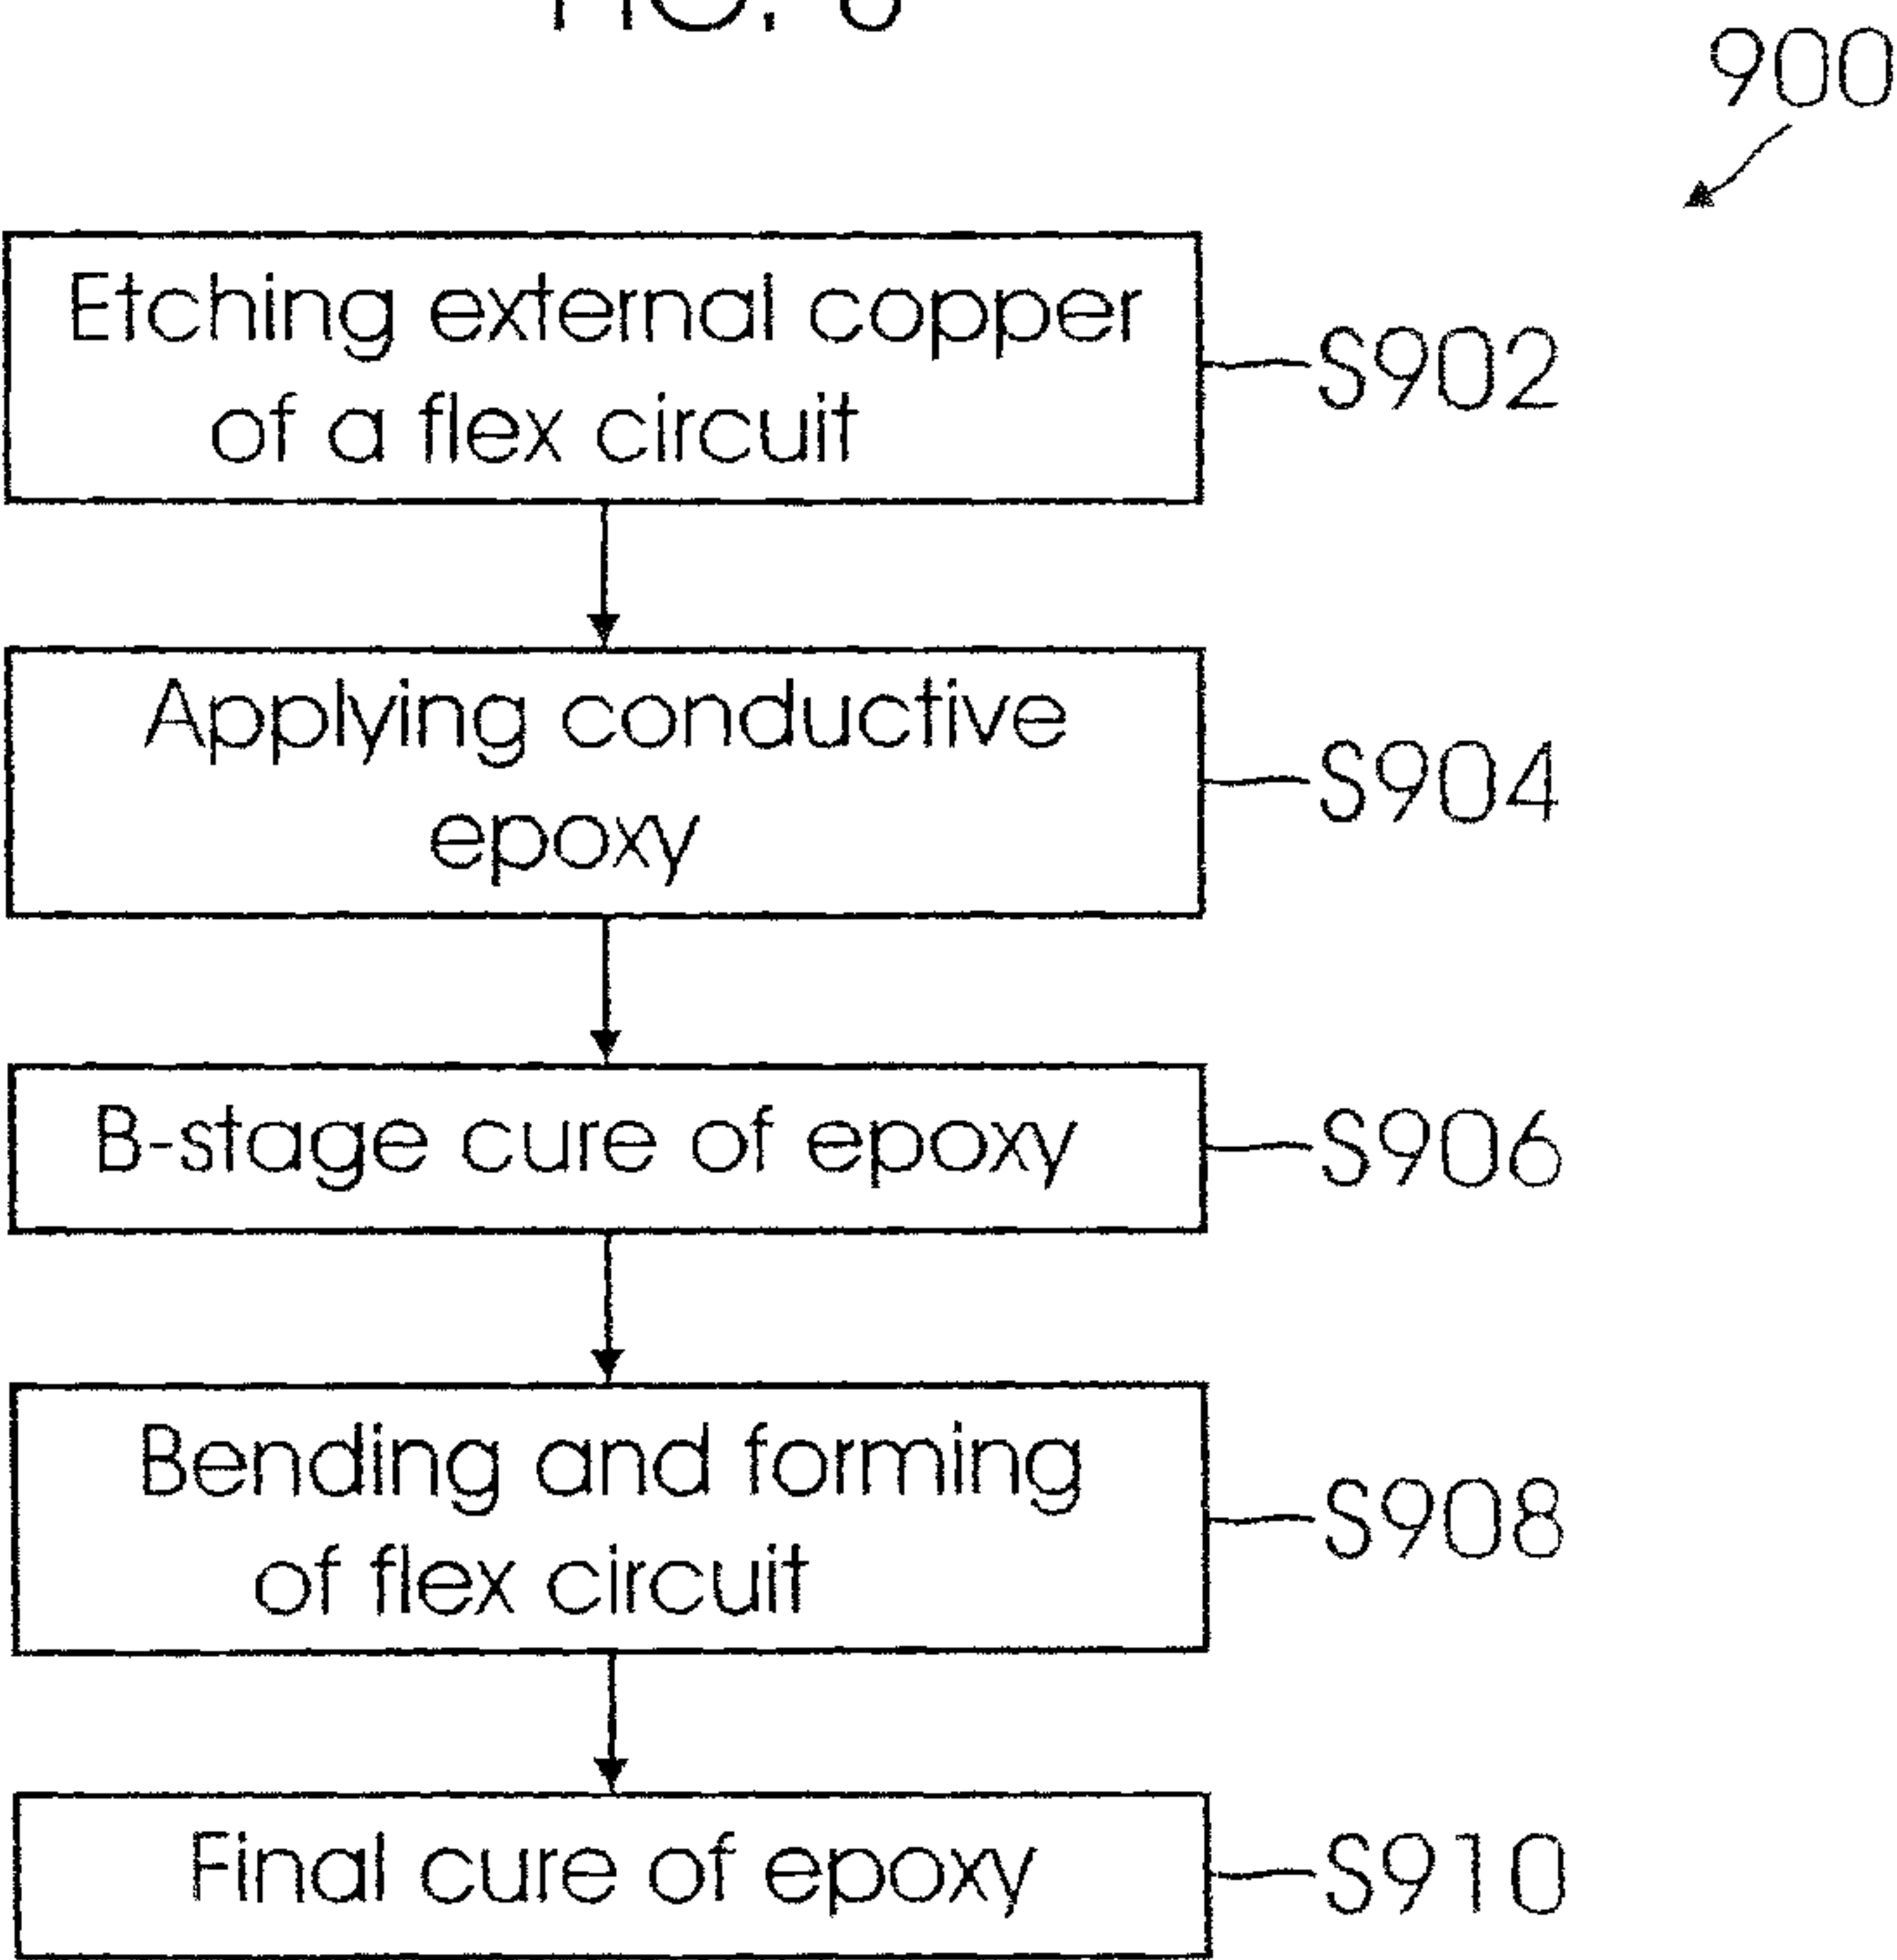 FIG.
900
Etching external copper
of a flex circuit
S902
Applying conductive
epoxy
S904
B-stage cure of epoxy
S906
Bending and forming
of flex circuit
S908
Final cure of epoxy
S910